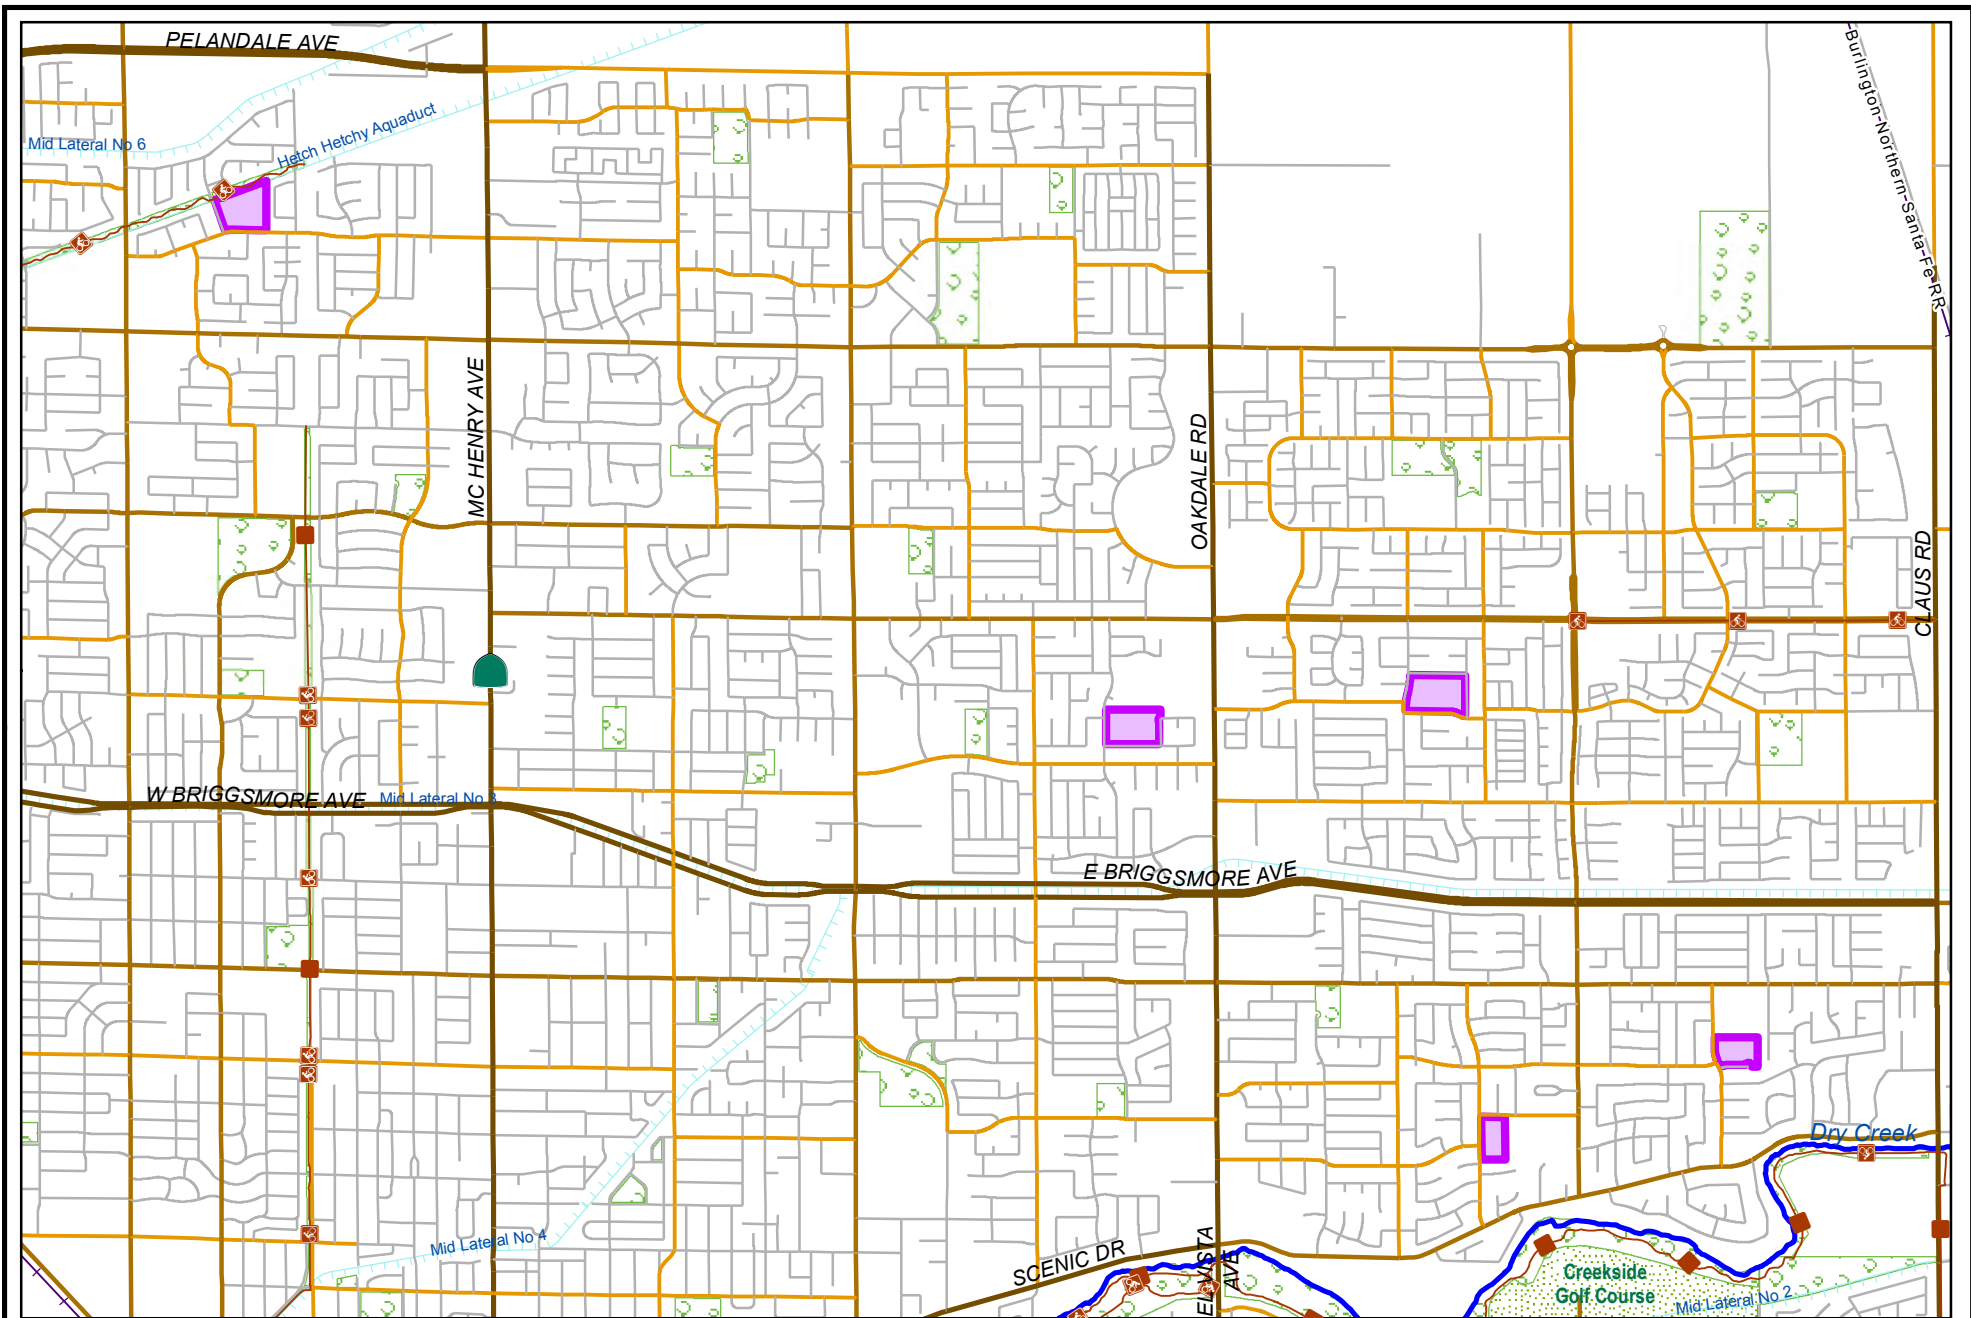 PELANDALE AVE
Burlington-Northern-Santa-Fe RR
Hetch Hetchy Aquaduct
Mid Lateral No 6
MC HENRY AVE
OAKDALE RD
CLAUS RD
W BRIGGSMORE AVE
Mid Lateral No 3
E BRIGGSMORE AVE
Dry Creek
Mid Lateral No 4
SCENIC DR
EL VISTA
AVE
Creekside
Golf Course
Mid Lateral No 2